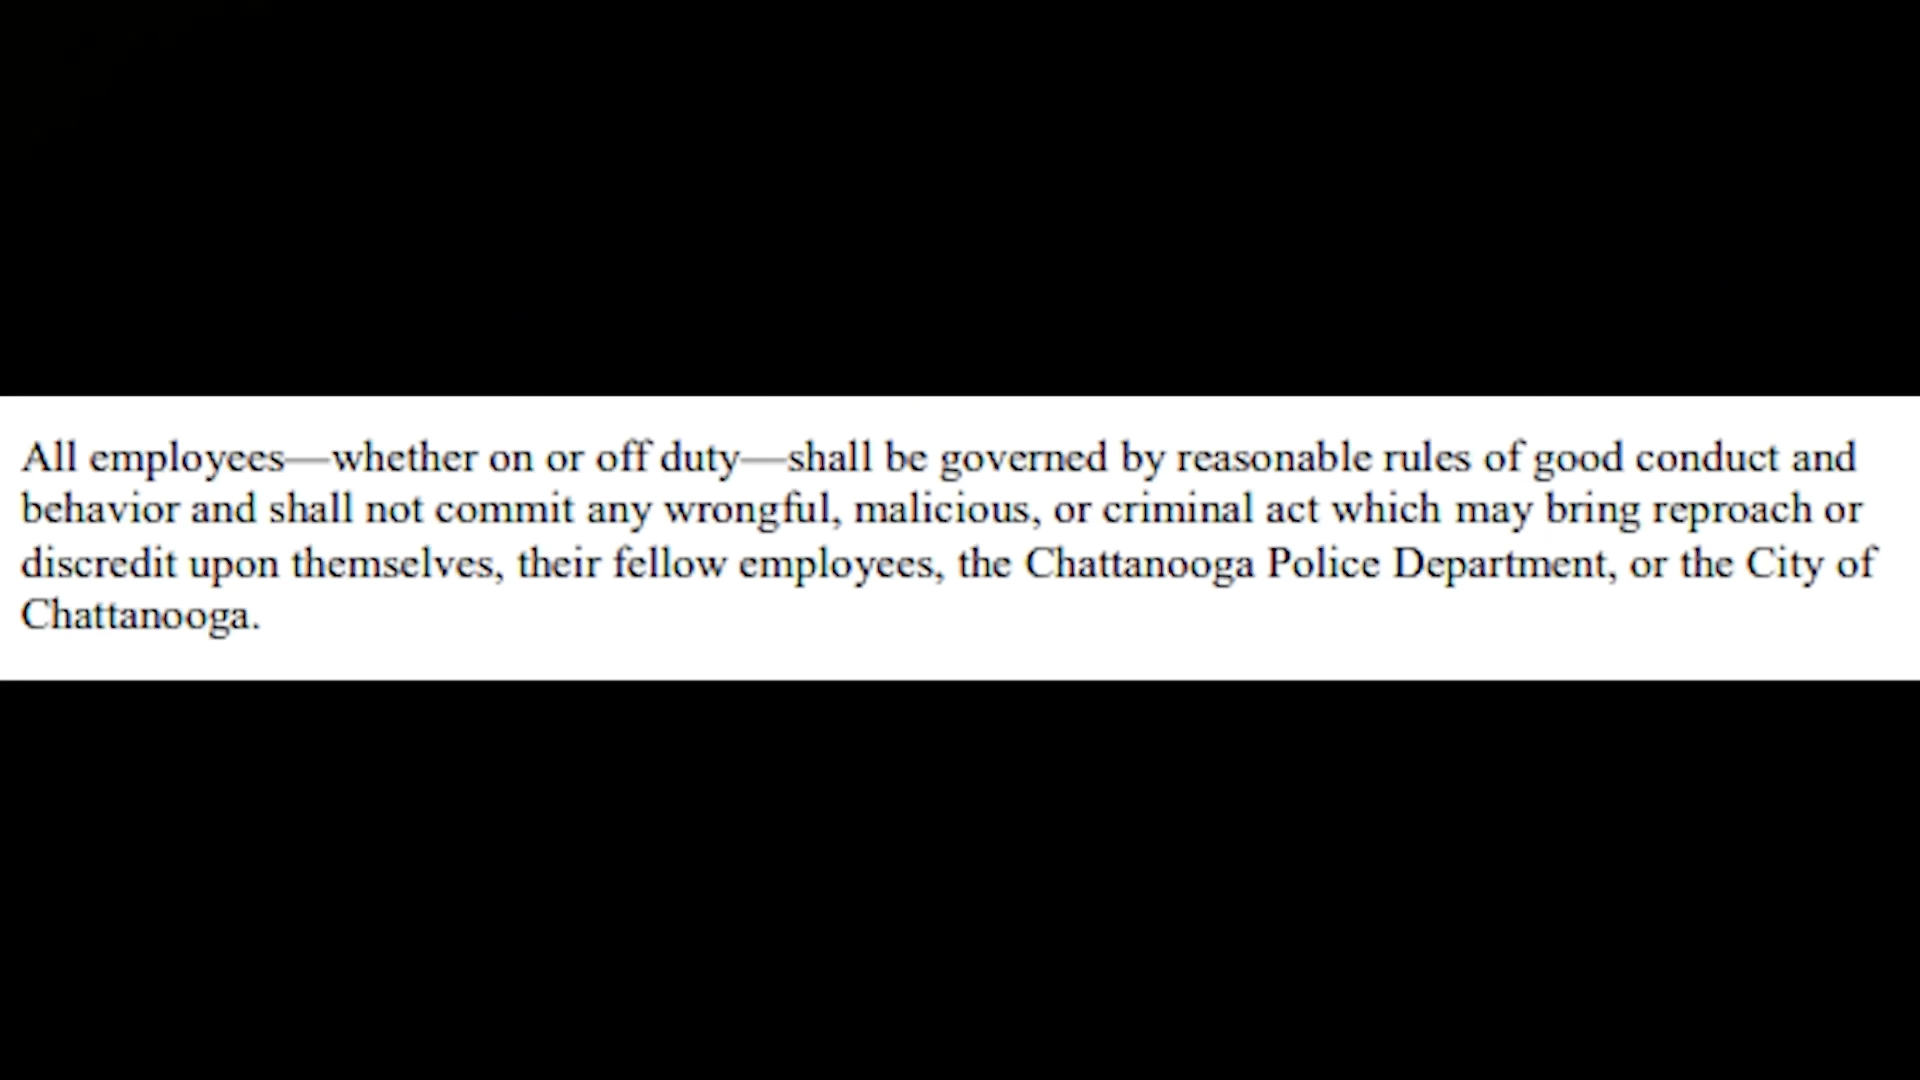 All employees—whether on or off duty—shall be governed by reasonable rules of good conduct and
behavior and shall not commit any wrongful, malicious, or criminal act which may bring reproach or
discredit upon themselves, their fellow employees, the Chattanooga Police Department, or the City of
Chattanooga.